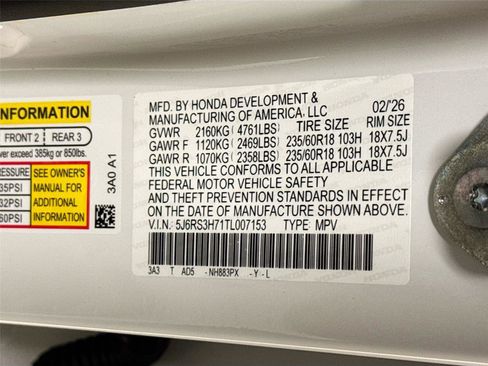 INFORMATION
FRONT 2 REAR 3
ver exceed 385kg or 850lbs.
PRESSURE SEE OWNER'S
35PSI MANUAL FOR
32PSI ADDITIONAL
60PSI INFORMATION
3A0 A1
MFD. BY HONDA DEVELOPMENT & 02/'26
MANUFACTURING OF AMERICA, LLC
GVWR 2160KG( 4761LBS) TIRE SIZE RIM SIZE
GAWR F 1120KG( 2469LBS) 235/60R18 103H 18X7.5J
GAWR R 1070KG( 2358LBS) 235/60R18 103H 18X7.5J
THIS VEHICLE CONFORMS TO ALL APPLICABLE
FEDERAL MOTOR VEHICLE SAFETY
AND THEFT PREVENTION STANDARDS IN EFFECT
ON THE DATE OF MANUFACTURE SHOWN ABOVE.
V.I.N.: 5J6RS3H71TL007153 TYPE: MPV
3A3 T AD5 -NH883PX -Y-L